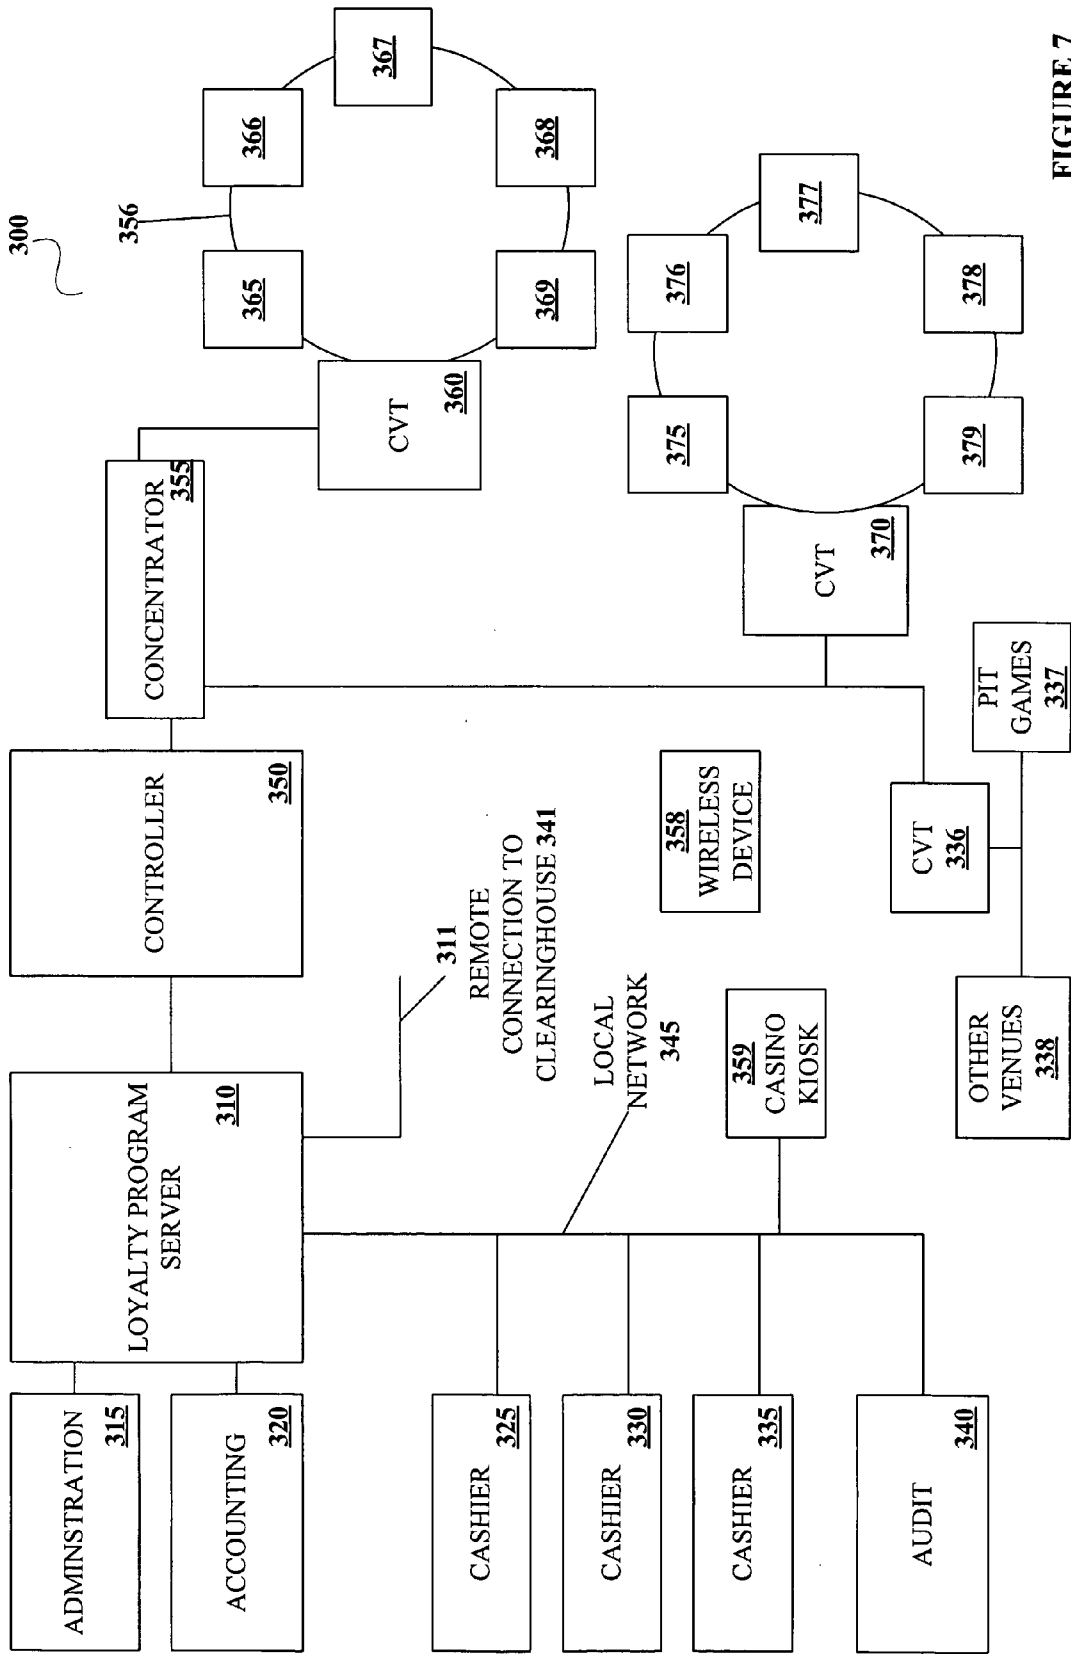 300
ADMINSTRATION
315
ACCOUNTING
320
LOYALTY PROGRAM
SERVER
310
CONTROLLER
350
CONCENTRATOR
355
356
365
366
367
368
369
CVT
360
311
REMOTE
CONNECTION TO
CLEARINGHOUSE 341
LOCAL
NETWORK
345
CASHIER
325
CASHIER
330
CASHIER
335
AUDIT
340
359
CASINO
KIOSK
358
WIRELESS
DEVICE
CVT
370
375
376
377
378
379
CVT
336
PIT
GAMES
337
OTHER
VENUES
338
FIGURE 7